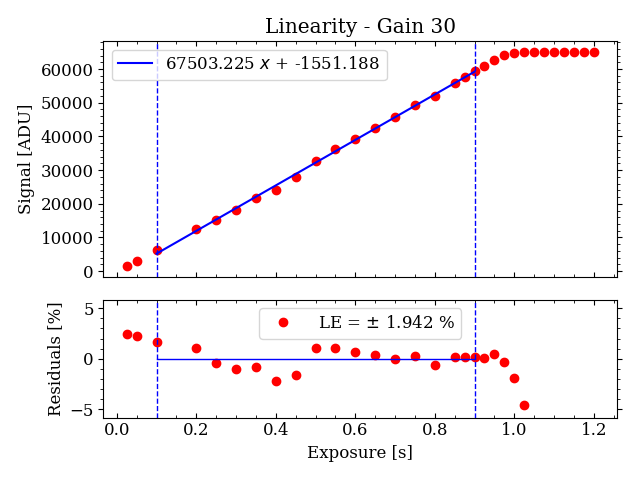 Linearity - Gain 30
67503.225 x + -1551.188
60000
50000
40000
30000
20000
10000
0
Signal [ADU]
LE = ± 1.942 %
5
0
−5
Residuals [%]
0.0 0.2 0.4 0.6 0.8 1.0 1.2
Exposure [s]